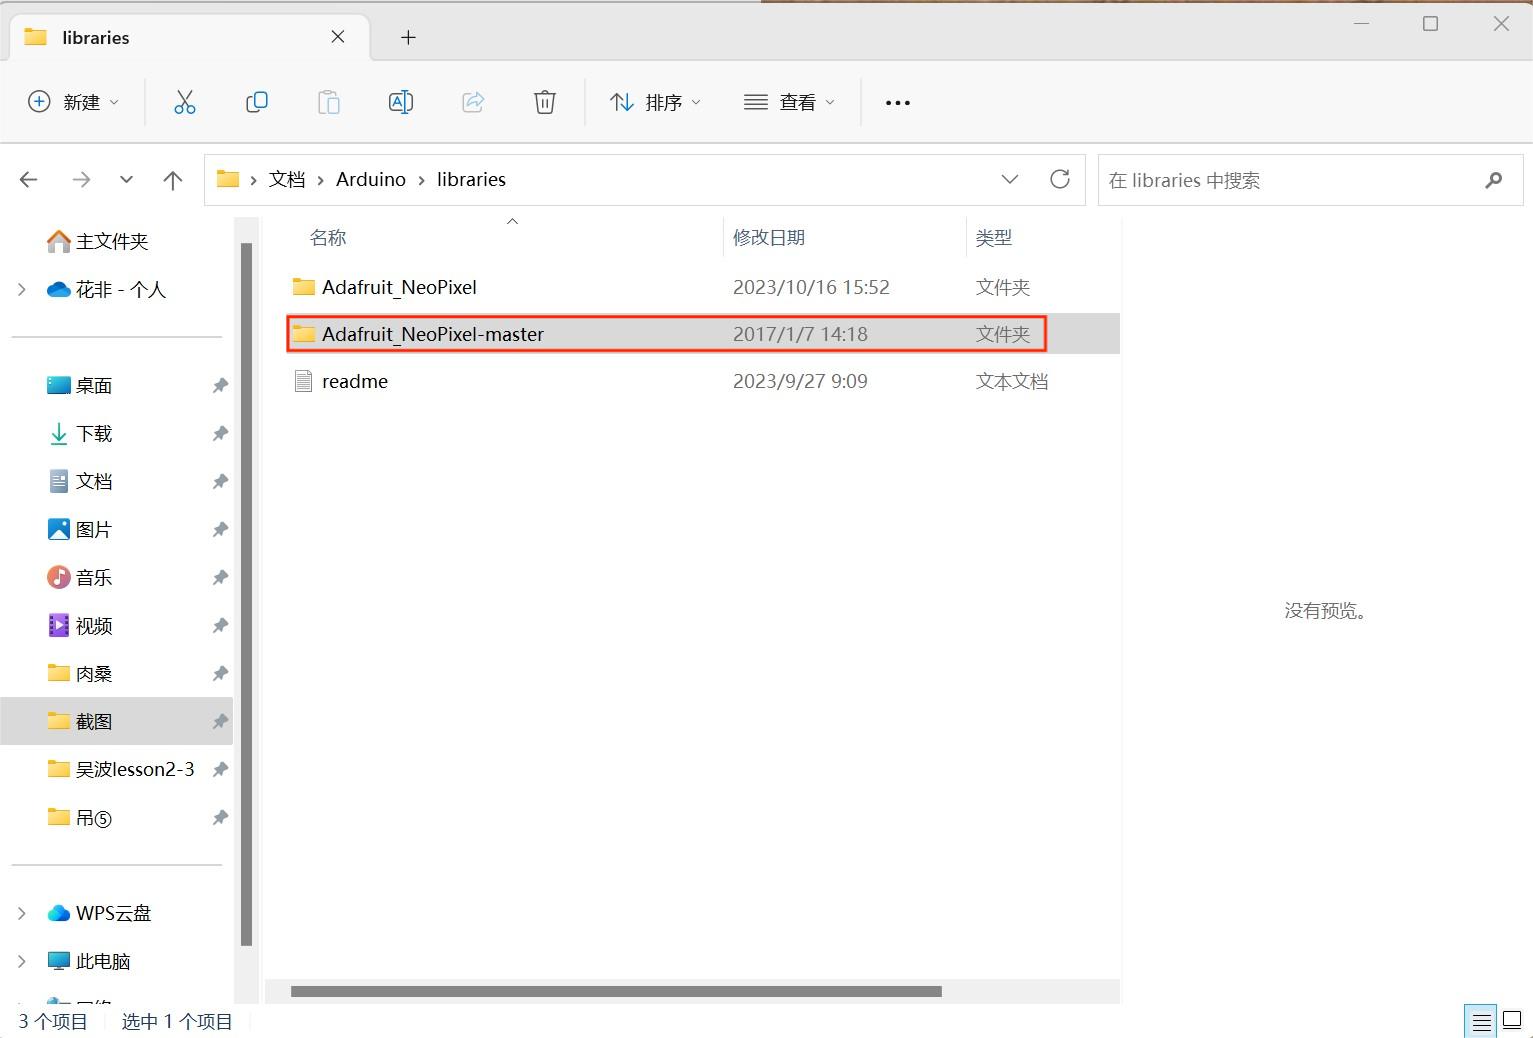 libraries
新建
排序
查看
文档 Arduino libraries
在 libraries 中搜索
主文件夹
花非 - 个人
桌面
下载
文档
图片
音乐
视频
肉桑
截图
吴波lesson2-3
吊⑤
WPS云盘
此电脑
名称 修改日期 类型
Adafruit_NeoPixel 2023/10/16 15:52 文件夹
Adafruit_NeoPixel-master 2017/1/7 14:18 文件夹
readme 2023/9/27 9:09 文本文档
没有预览。
3 个项目 选中 1 个项目